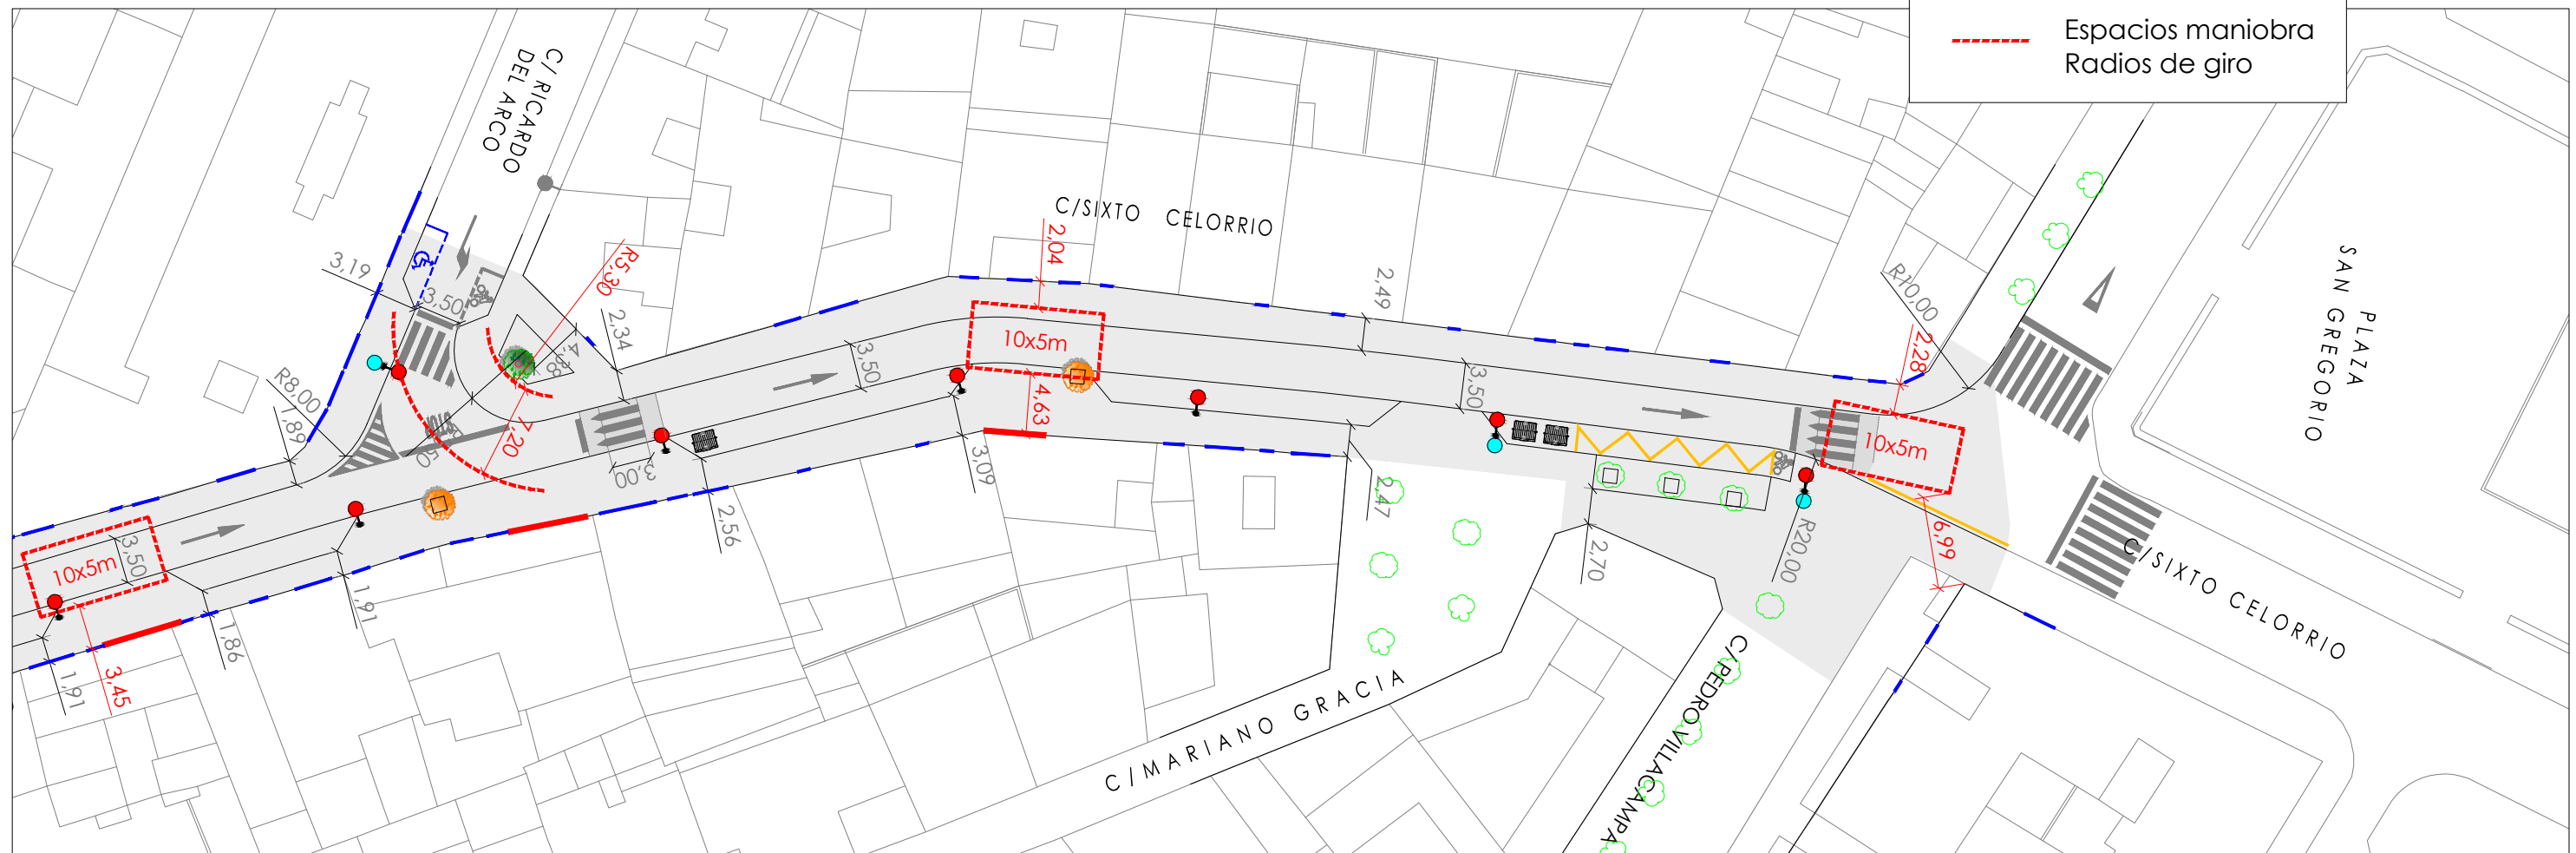 Espacios maniobra
Radios de giro
C/ RICARDO
DEL ARCO
C/SIXTO CELORRIO
PLAZA
SAN GREGORIO
C/SIXTO CELORRIO
C/MARIANO GRACIA
C/PEDRO VILLACAMPA
3,19
3,50
R5,30
2,34
4,38
R8,00
1,89
7,20
3,00
3,50
2,04
10x5m
4,63
3,09
2,56
2,49
3,50
2,47
2,70
R10,00
2,28
10x5m
6,99
R20,00
10x5m
3,50
1,91
3,45
1,86
1,91